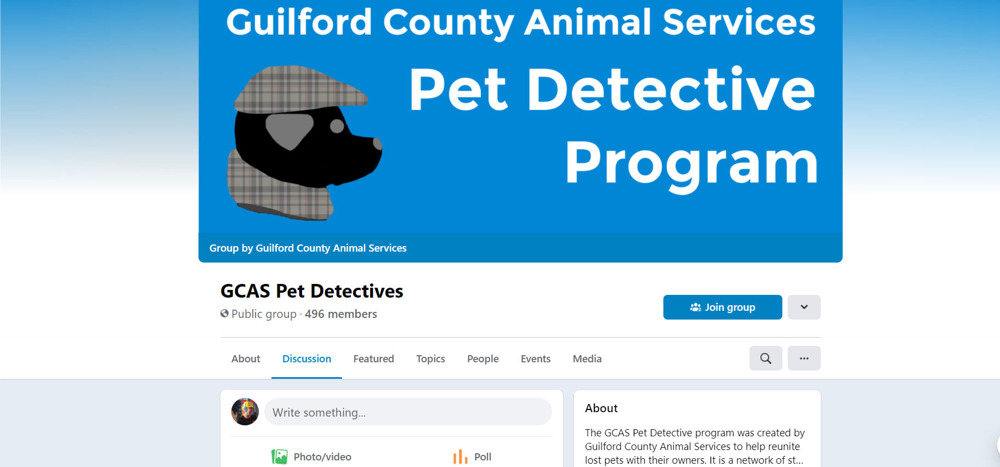 Guilford County Animal Services
Pet Detective
Program
Group by Guilford County Animal Services
GCAS Pet Detectives
Public group · 496 members
Join group
About
Discussion
Featured
Topics
People
Events
Media
Write something...
Photo/video
Poll
About
The GCAS Pet Detective program was created by
Guilford County Animal Services to help reunite
lost pets with their owners. It is a network of st...